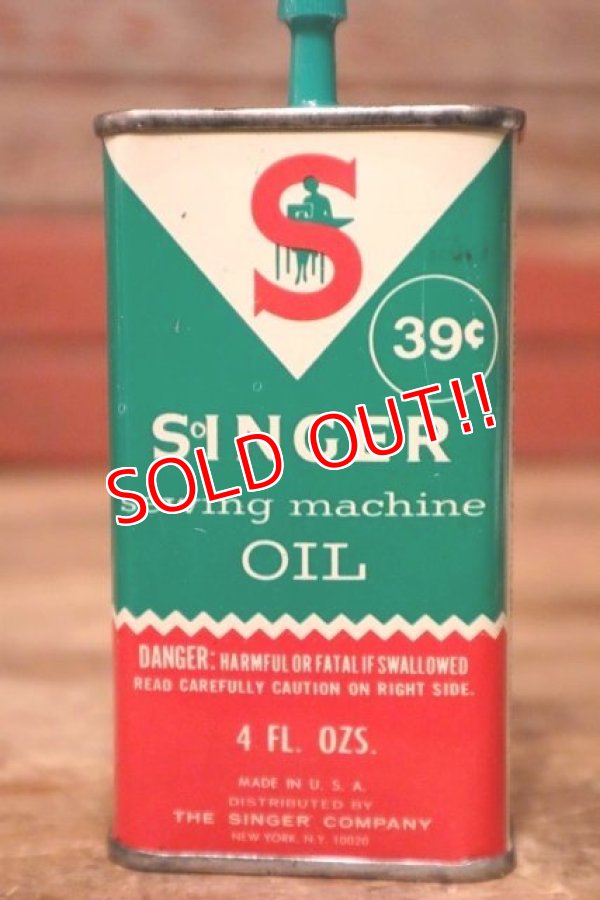 S
39¢
SINGER
SOLD OUT!!
sewing machine
OIL
DANGER: HARMFUL OR FATAL IF SWALLOWED
READ CAREFULLY CAUTION ON RIGHT SIDE.
4 FL. OZS.
MADE IN U. S. A.
DISTRIBUTED BY
THE SINGER COMPANY
NEW YORK, N.Y. 10020